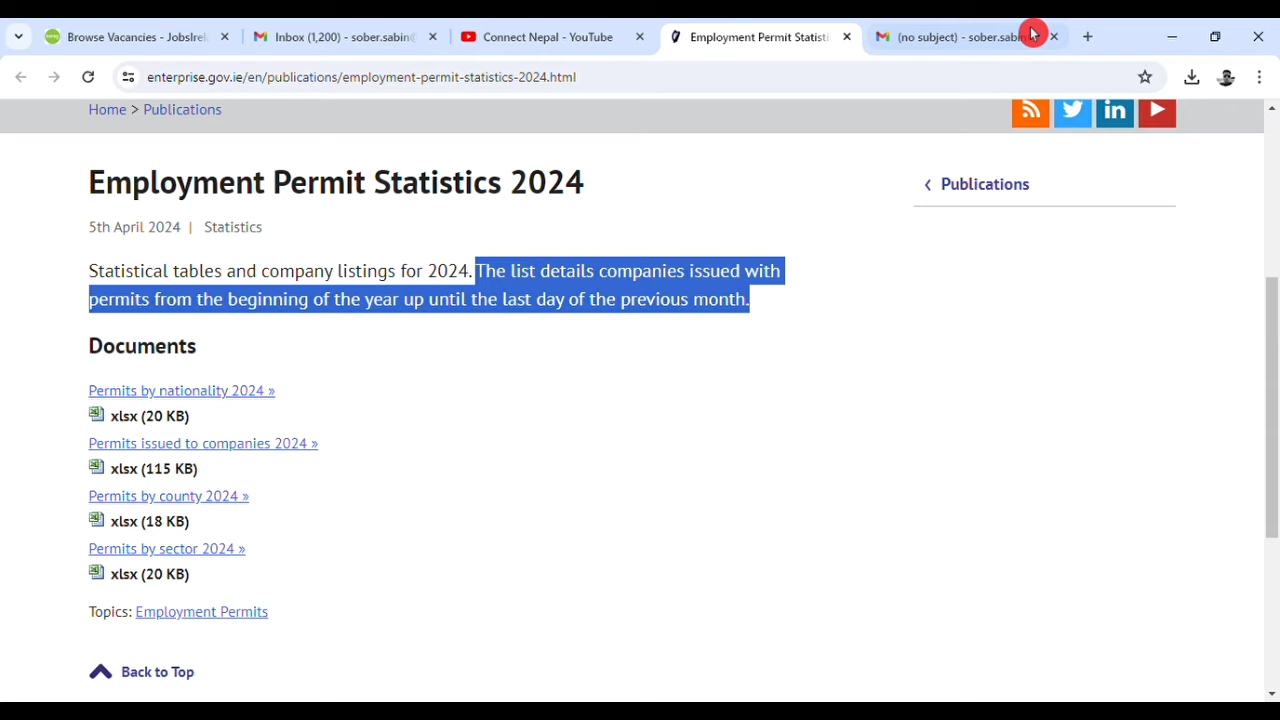 Browse Vacancies - JobsIrel
Inbox (1,200) - sober.sabin@
Connect Nepal - YouTube
Employment Permit Statisti
(no subject) - sober.sabin
enterprise.gov.ie/en/publications/employment-permit-statistics-2024.html
Home > Publications
Employment Permit Statistics 2024
‹ Publications
5th April 2024 | Statistics
Statistical tables and company listings for 2024. The list details companies issued with
permits from the beginning of the year up until the last day of the previous month.
Documents
Permits by nationality 2024 »
xlsx (20 KB)
Permits issued to companies 2024 »
xlsx (115 KB)
Permits by county 2024 »
xlsx (18 KB)
Permits by sector 2024 »
xlsx (20 KB)
Topics: Employment Permits
Back to Top